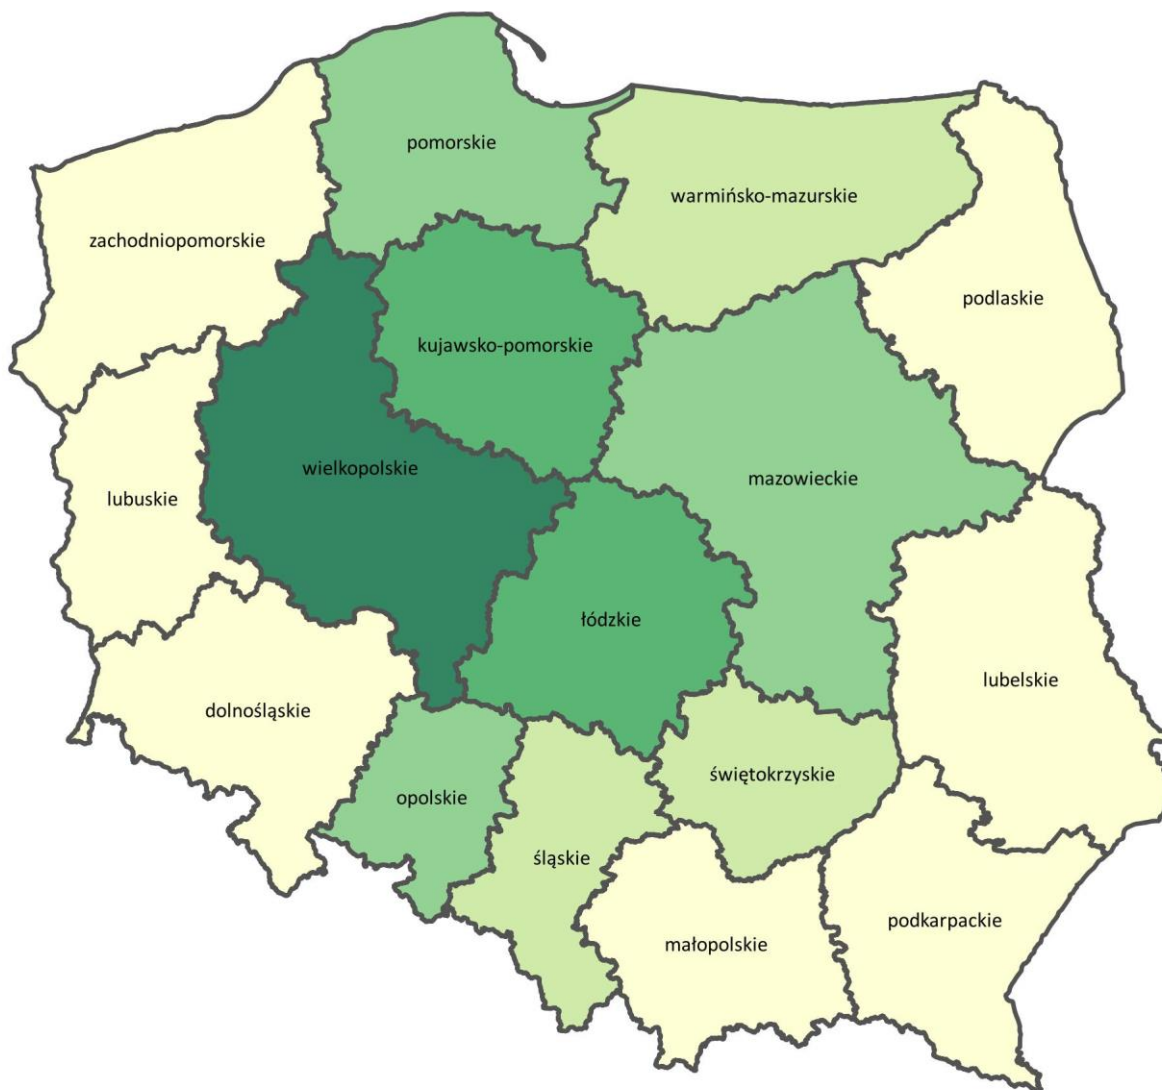 pomorskie
warmińsko-mazurskie
zachodniopomorskie
podlaskie
kujawsko-pomorskie
wielkopolskie
mazowieckie
lubuskie
łódzkie
lubelskie
dolnośląskie
świętokrzyskie
opolskie
śląskie
podkarpackie
małopolskie